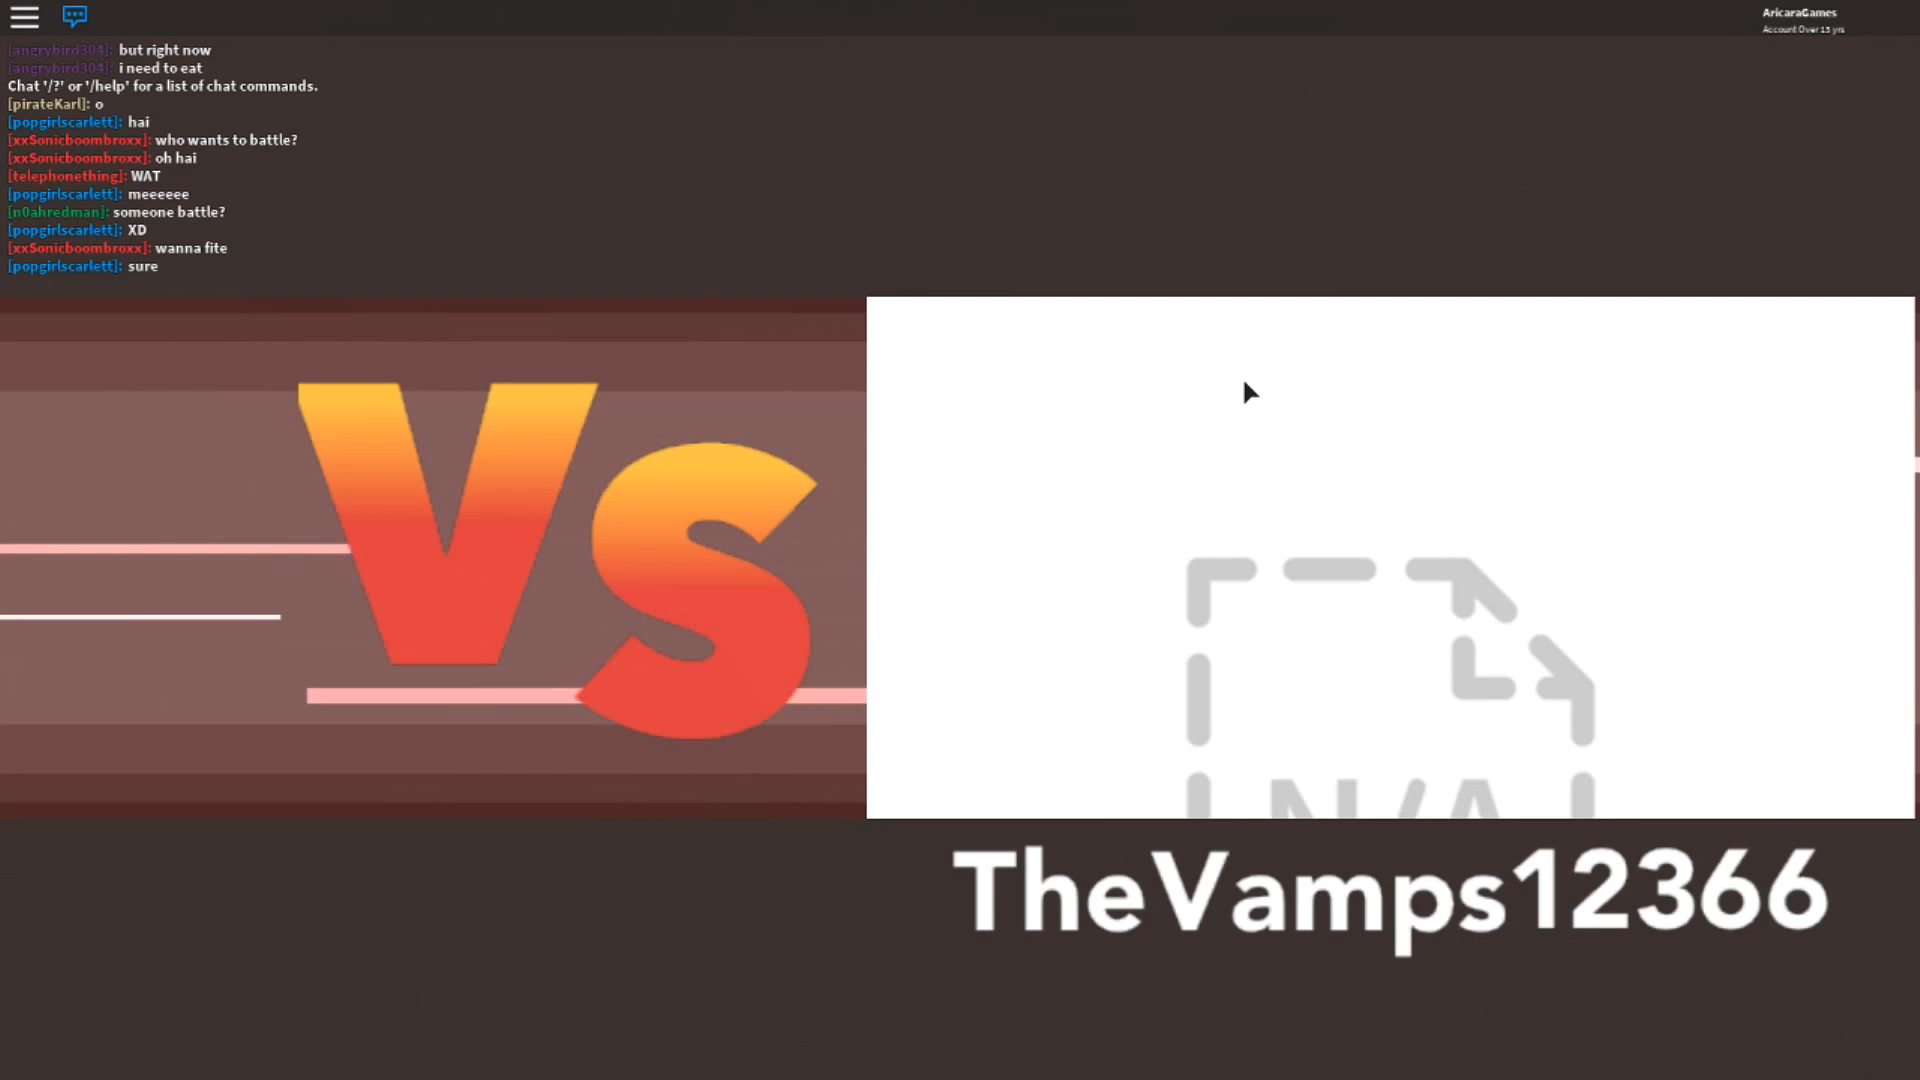 AricaraGames
Account Over 13 yrs
[angrybird304]: but right now
[angrybird304]: i need to eat
Chat '/?' or '/help' for a list of chat commands.
[pirateKarl]: o
[popgirlscarlett]: hai
[xxSonicboombroxx]: who wants to battle?
[xxSonicboombroxx]: oh hai
[telephonething]: WAT
[popgirlscarlett]: meeeeee
[n0ahredman]: someone battle?
[popgirlscarlett]: XD
[xxSonicboombroxx]: wanna fite
[popgirlscarlett]: sure
Vs
N/A
TheVamps12366